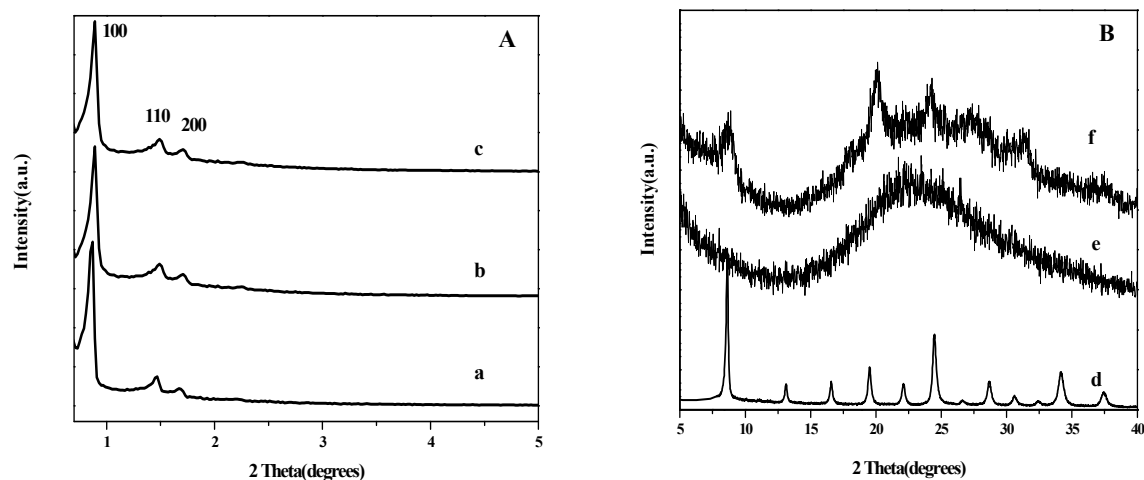 A
100
110
200
c
b
a
Intensity(a.u.)
1 2 3 4 5
2 Theta(degrees)
B
f
e
d
Intensity(a.u.)
5 10 15 20 25 30 35 40
2 Theta(degrees)